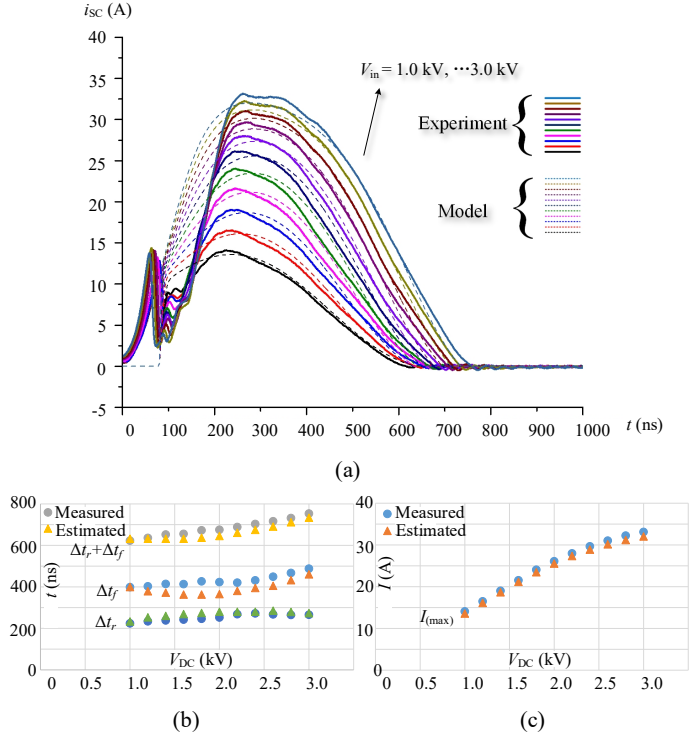 i_SC (A)
40
35
30
25
20
15
10
5
0
-5
V_in = 1.0 kV, …3.0 kV
Experiment
Model
0 100 200 300 400 500 600 700 800 900 1000 t (ns)
(a)
800
600
400
200
0
t (ns)
Measured
Estimated
Δt_r+Δt_f
Δt_f
Δt_r
V_DC (kV)
0 0.5 1.0 1.5 2.0 2.5 3.0
(b)
40
30
20
10
0
I (A)
Measured
Estimated
I_(max)
V_DC (kV)
0 0.5 1.0 1.5 2.0 2.5 3.0
(c)